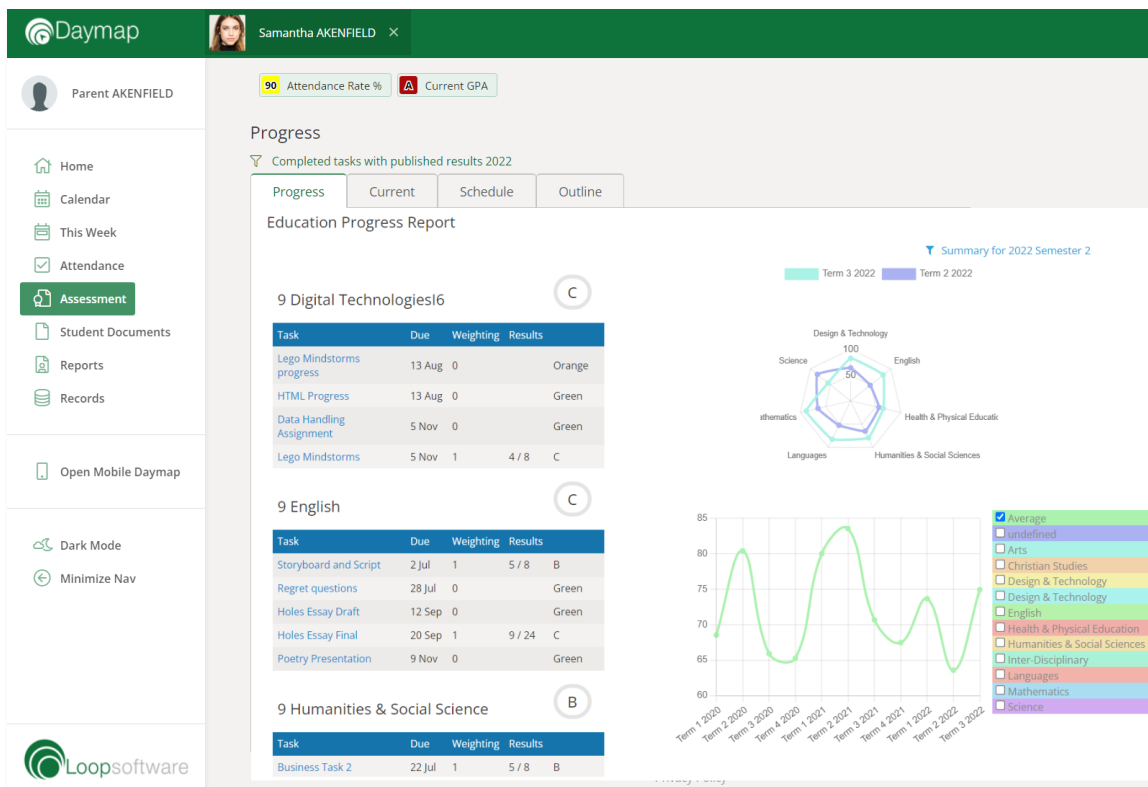 Daymap
Samantha AKENFIELD ×
Parent AKENFIELD
Home
Calendar
This Week
Attendance
Assessment
Student Documents
Reports
Records
Open Mobile Daymap
Dark Mode
Minimize Nav
Loopsoftware
90 Attendance Rate % A Current GPA
Progress
Completed tasks with published results 2022
Progress Current Schedule Outline
Education Progress Report
9 Digital TechnologiesI6 C
Task Due Weighting Results
Lego Mindstorms
progress 13 Aug 0 Orange
HTML Progress 13 Aug 0 Green
Data Handling
Assignment 5 Nov 0 Green
Lego Mindstorms 5 Nov 1 4 / 8 C
9 English C
Task Due Weighting Results
Storyboard and Script 2 Jul 1 5 / 8 B
Regret questions 28 Jul 0 Green
Holes Essay Draft 12 Sep 0 Green
Holes Essay Final 20 Sep 1 9 / 24 C
Poetry Presentation 9 Nov 0 Green
9 Humanities & Social Science B
Task Due Weighting Results
Business Task 2 22 Jul 1 5 / 8 B
Summary for 2022 Semester 2
Term 3 2022 Term 2 2022
Design & Technology
100
50
Science English
athematics Health & Physical Educatic
Languages Humanities & Social Sciences
85
80
75
70
65
60
Term 1 2020 Term 2 2020 Term 3 2020 Term 4 2020 Term 1 2021 Term 2 2021 Term 3 2021 Term 4 2021 Term 1 2022 Term 2 2022 Term 3 2022
Average
undefined
Arts
Christian Studies
Design & Technology
Design & Technology
English
Health & Physical Education
Humanities & Social Sciences
Inter-Disciplinary
Languages
Mathematics
Science
Privacy Policy